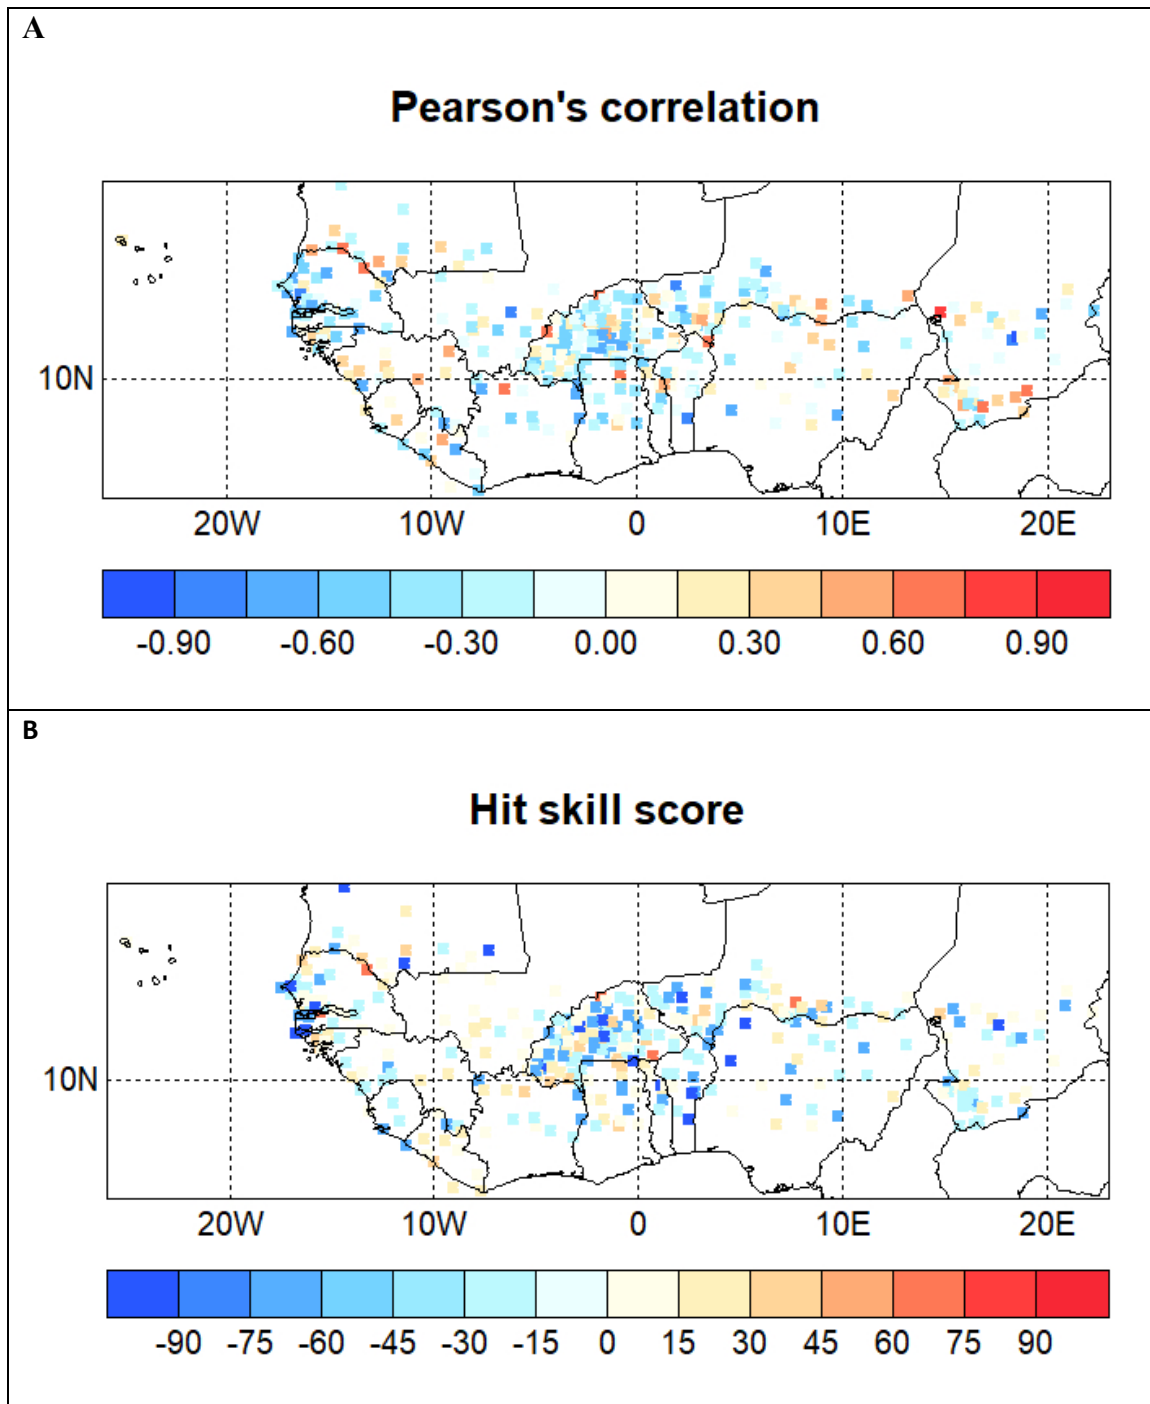 A
Pearson's correlation
10N
20W 10W 0 10E 20E
-0.90 -0.60 -0.30 0.00 0.30 0.60 0.90
B
Hit skill score
10N
20W 10W 0 10E 20E
-90 -75 -60 -45 -30 -15 0 15 30 45 60 75 90